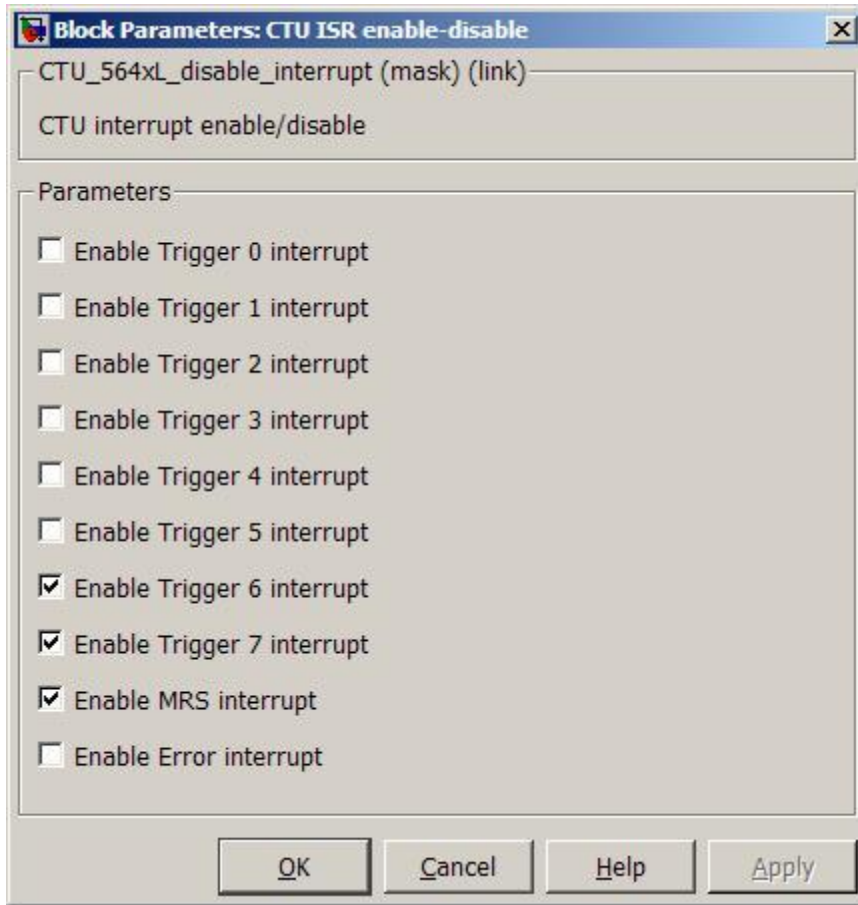 Block Parameters: CTU ISR enable-disable
CTU_564xL_disable_interrupt (mask) (link)
CTU interrupt enable/disable
Parameters
Enable Trigger 0 interrupt
Enable Trigger 1 interrupt
Enable Trigger 2 interrupt
Enable Trigger 3 interrupt
Enable Trigger 4 interrupt
Enable Trigger 5 interrupt
Enable Trigger 6 interrupt
Enable Trigger 7 interrupt
Enable MRS interrupt
Enable Error interrupt
OK Cancel Help Apply